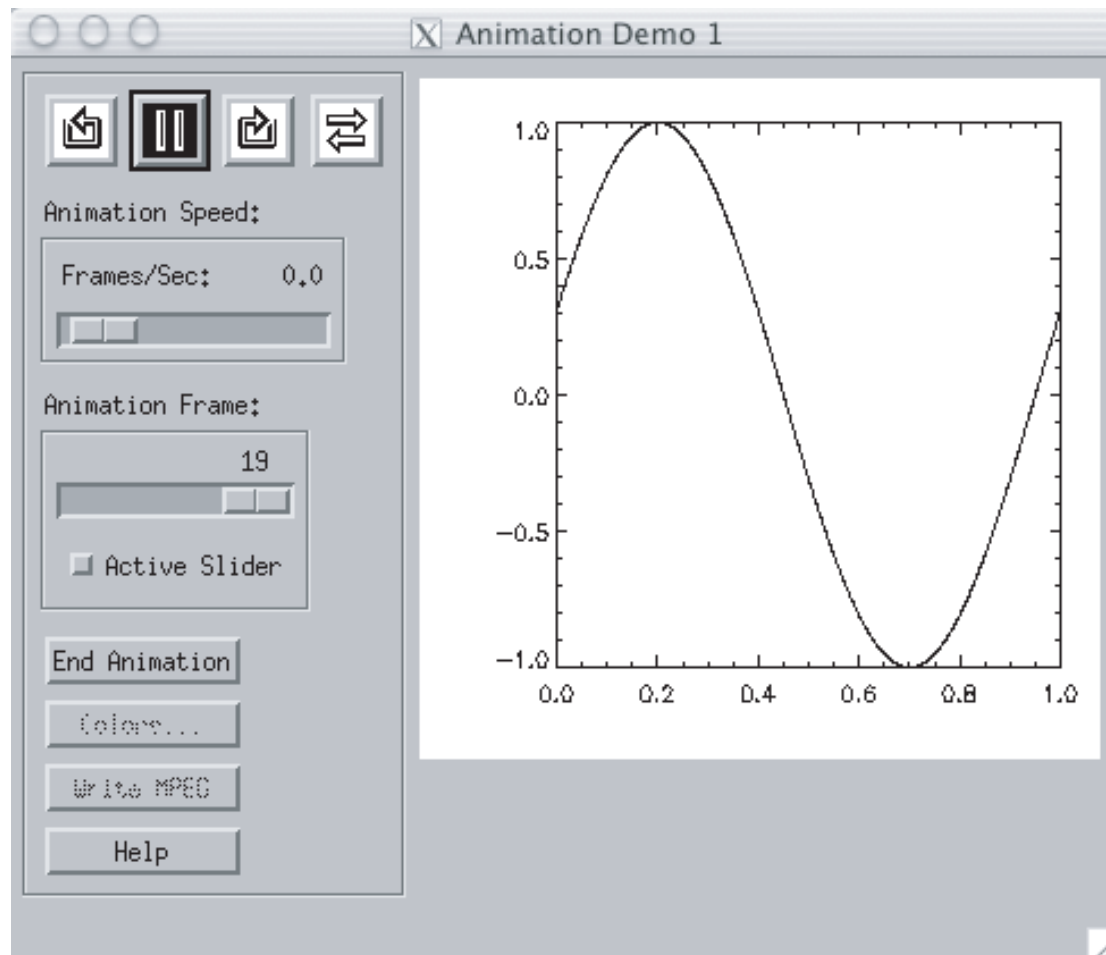 X Animation Demo 1
Animation Speed:
Frames/Sec: 0.0
Animation Frame:
19
Active Slider
End Animation
Colors...
Write MPEG
Help
1.0
0.5
0.0
−0.5
−1.0
0.0 0.2 0.4 0.6 0.8 1.0